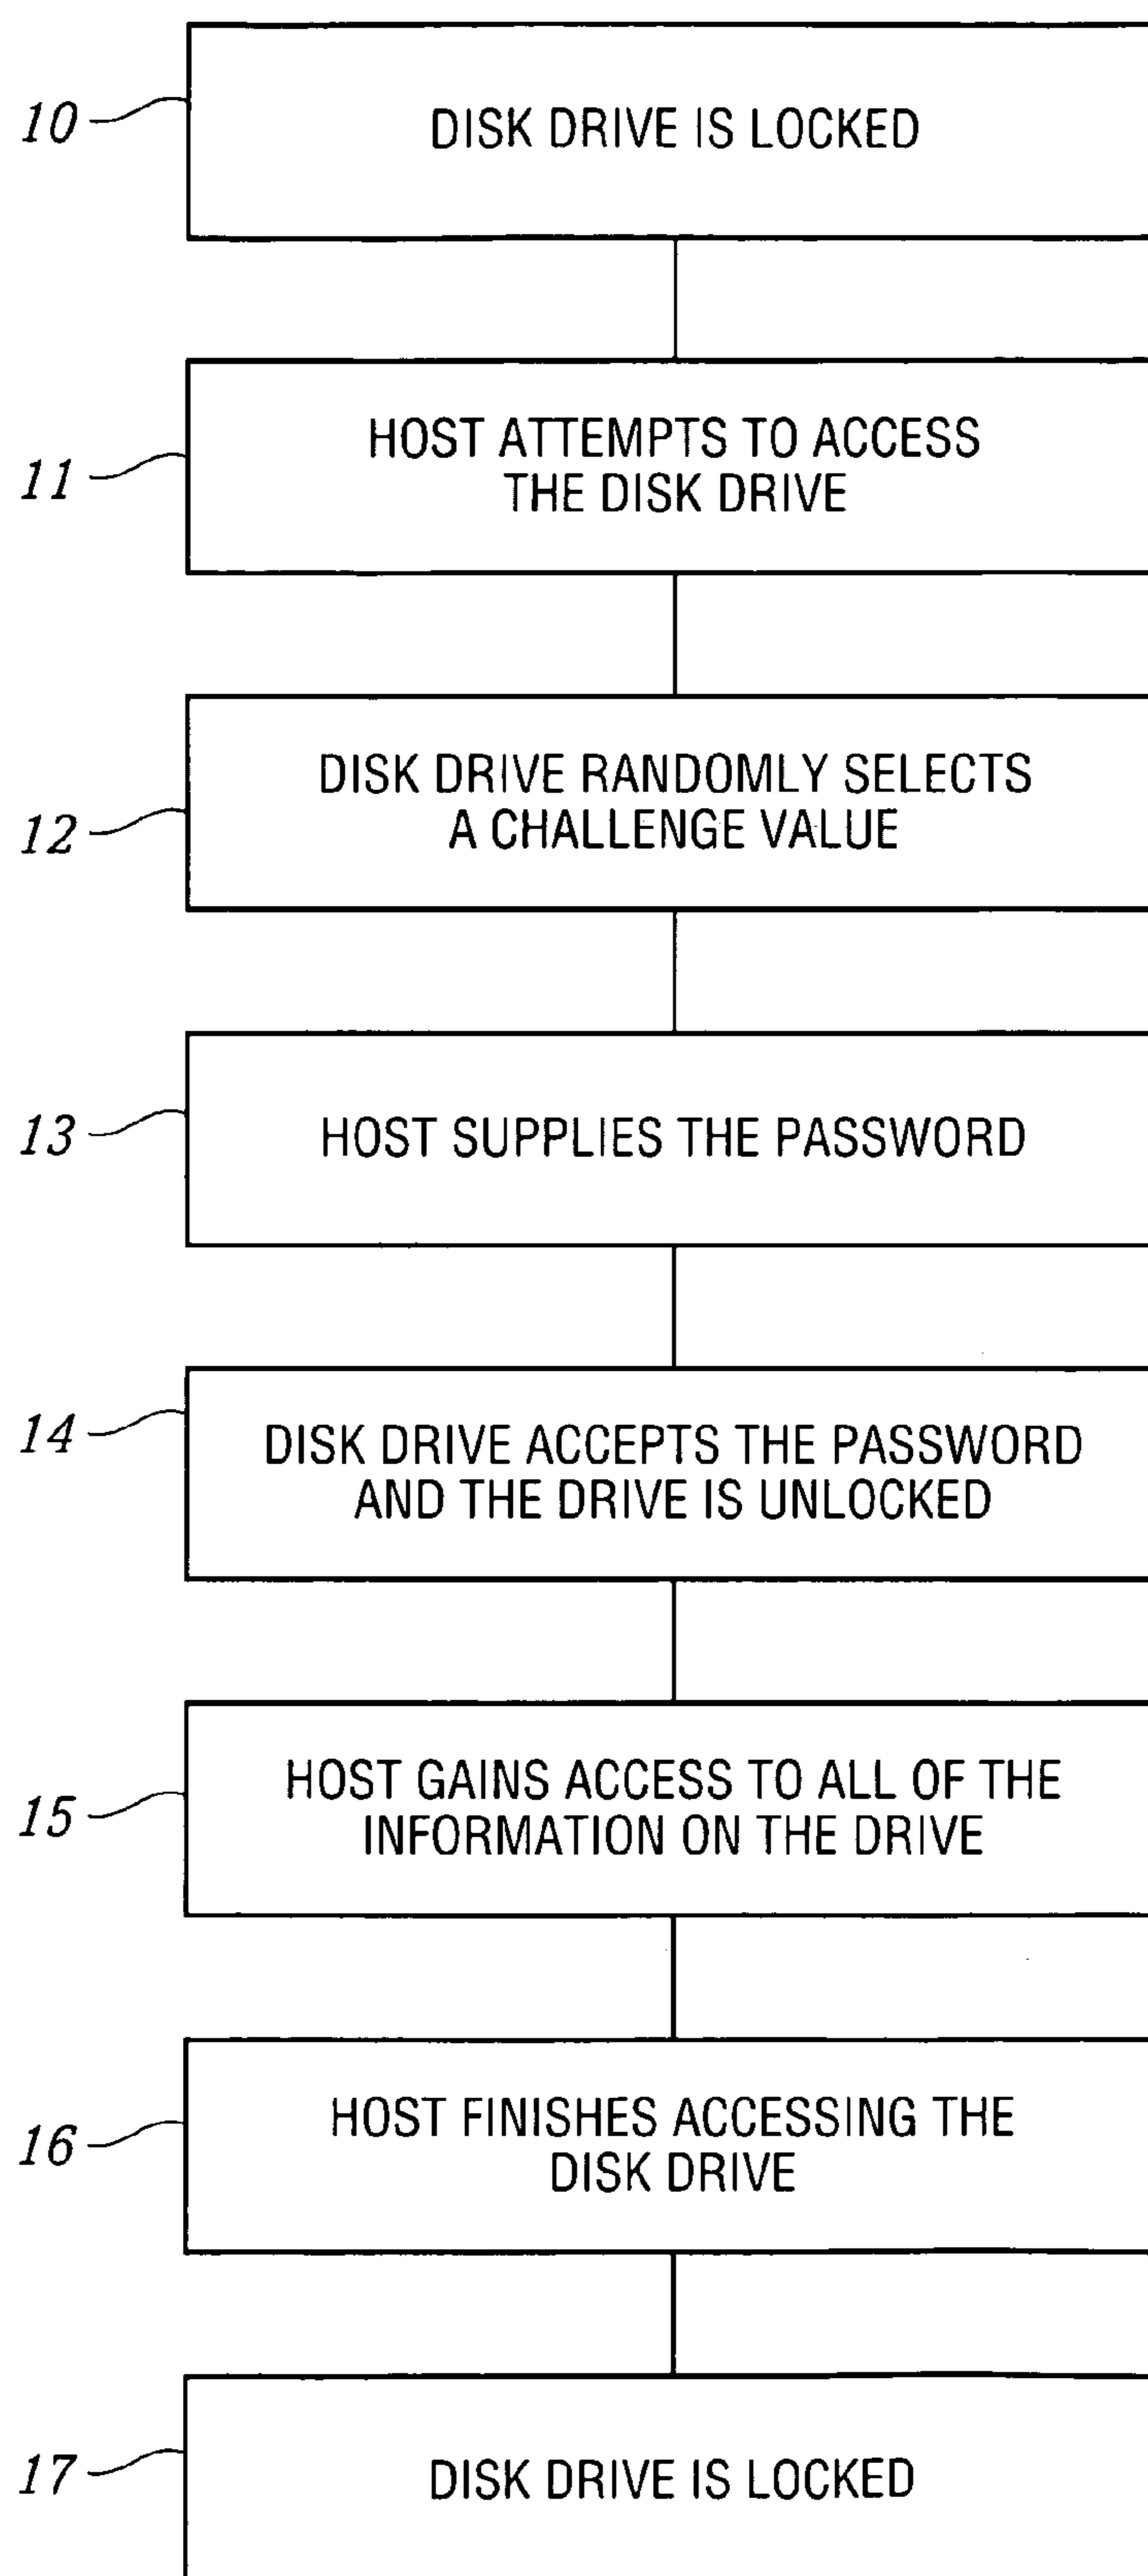 10
DISK DRIVE IS LOCKED
11
HOST ATTEMPTS TO ACCESS
THE DISK DRIVE
12
DISK DRIVE RANDOMLY SELECTS
A CHALLENGE VALUE
13
HOST SUPPLIES THE PASSWORD
14
DISK DRIVE ACCEPTS THE PASSWORD
AND THE DRIVE IS UNLOCKED
15
HOST GAINS ACCESS TO ALL OF THE
INFORMATION ON THE DRIVE
16
HOST FINISHES ACCESSING THE
DISK DRIVE
17
DISK DRIVE IS LOCKED